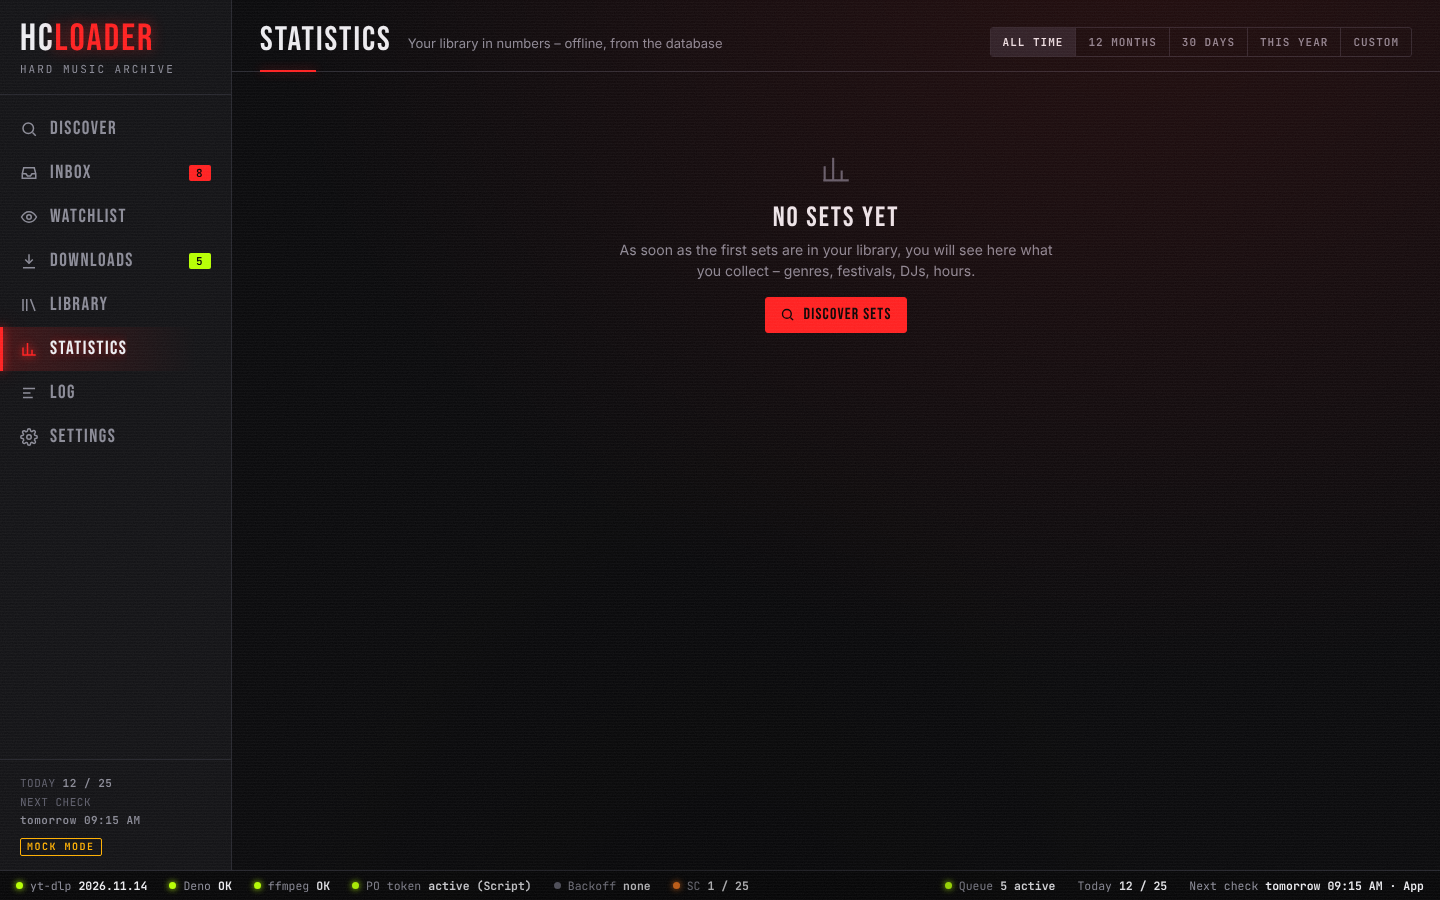 HCLOADER
HARD MUSIC ARCHIVE
DISCOVER
INBOX 8
WATCHLIST
DOWNLOADS 5
LIBRARY
STATISTICS
LOG
SETTINGS
TODAY 12 / 25
NEXT CHECK
tomorrow 09:15 AM
MOCK MODE
STATISTICS Your library in numbers – offline, from the database
ALL TIME 12 MONTHS 30 DAYS THIS YEAR CUSTOM
NO SETS YET
As soon as the first sets are in your library, you will see here what
you collect – genres, festivals, DJs, hours.
DISCOVER SETS
yt-dlp 2026.11.14 Deno OK ffmpeg OK PO token active (Script) Backoff none SC 1 / 25 Queue 5 active Today 12 / 25 Next check tomorrow 09:15 AM · App